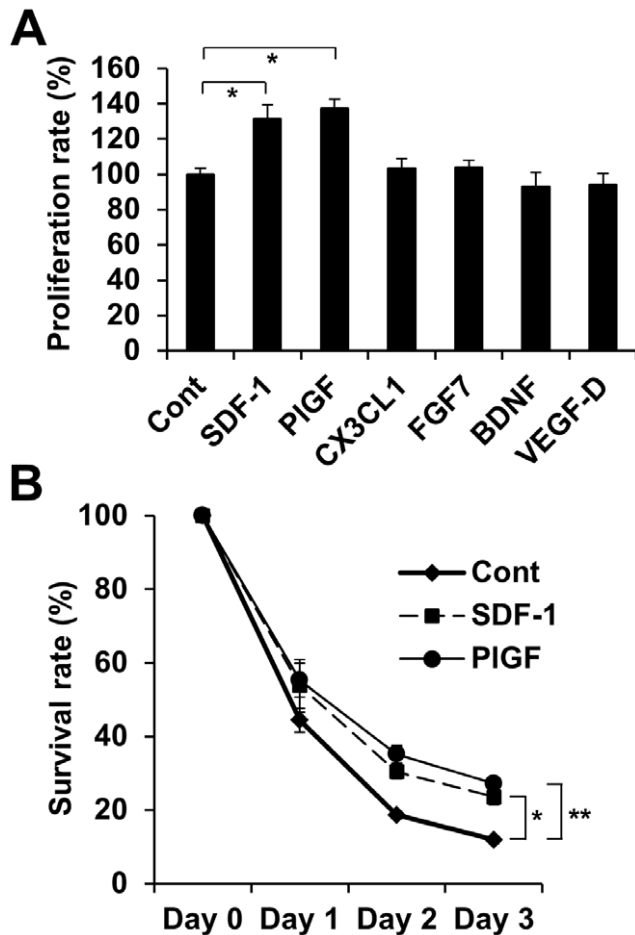 A
Proliferation rate (%)
160
140
120
100
80
60
40
20
0
*
*
Cont
SDF-1
PlGF
CX3CL1
FGF7
BDNF
VEGF-D
B
Survival rate (%)
100
80
60
40
20
0
Cont
SDF-1
PlGF
*
**
Day 0 Day 1 Day 2 Day 3